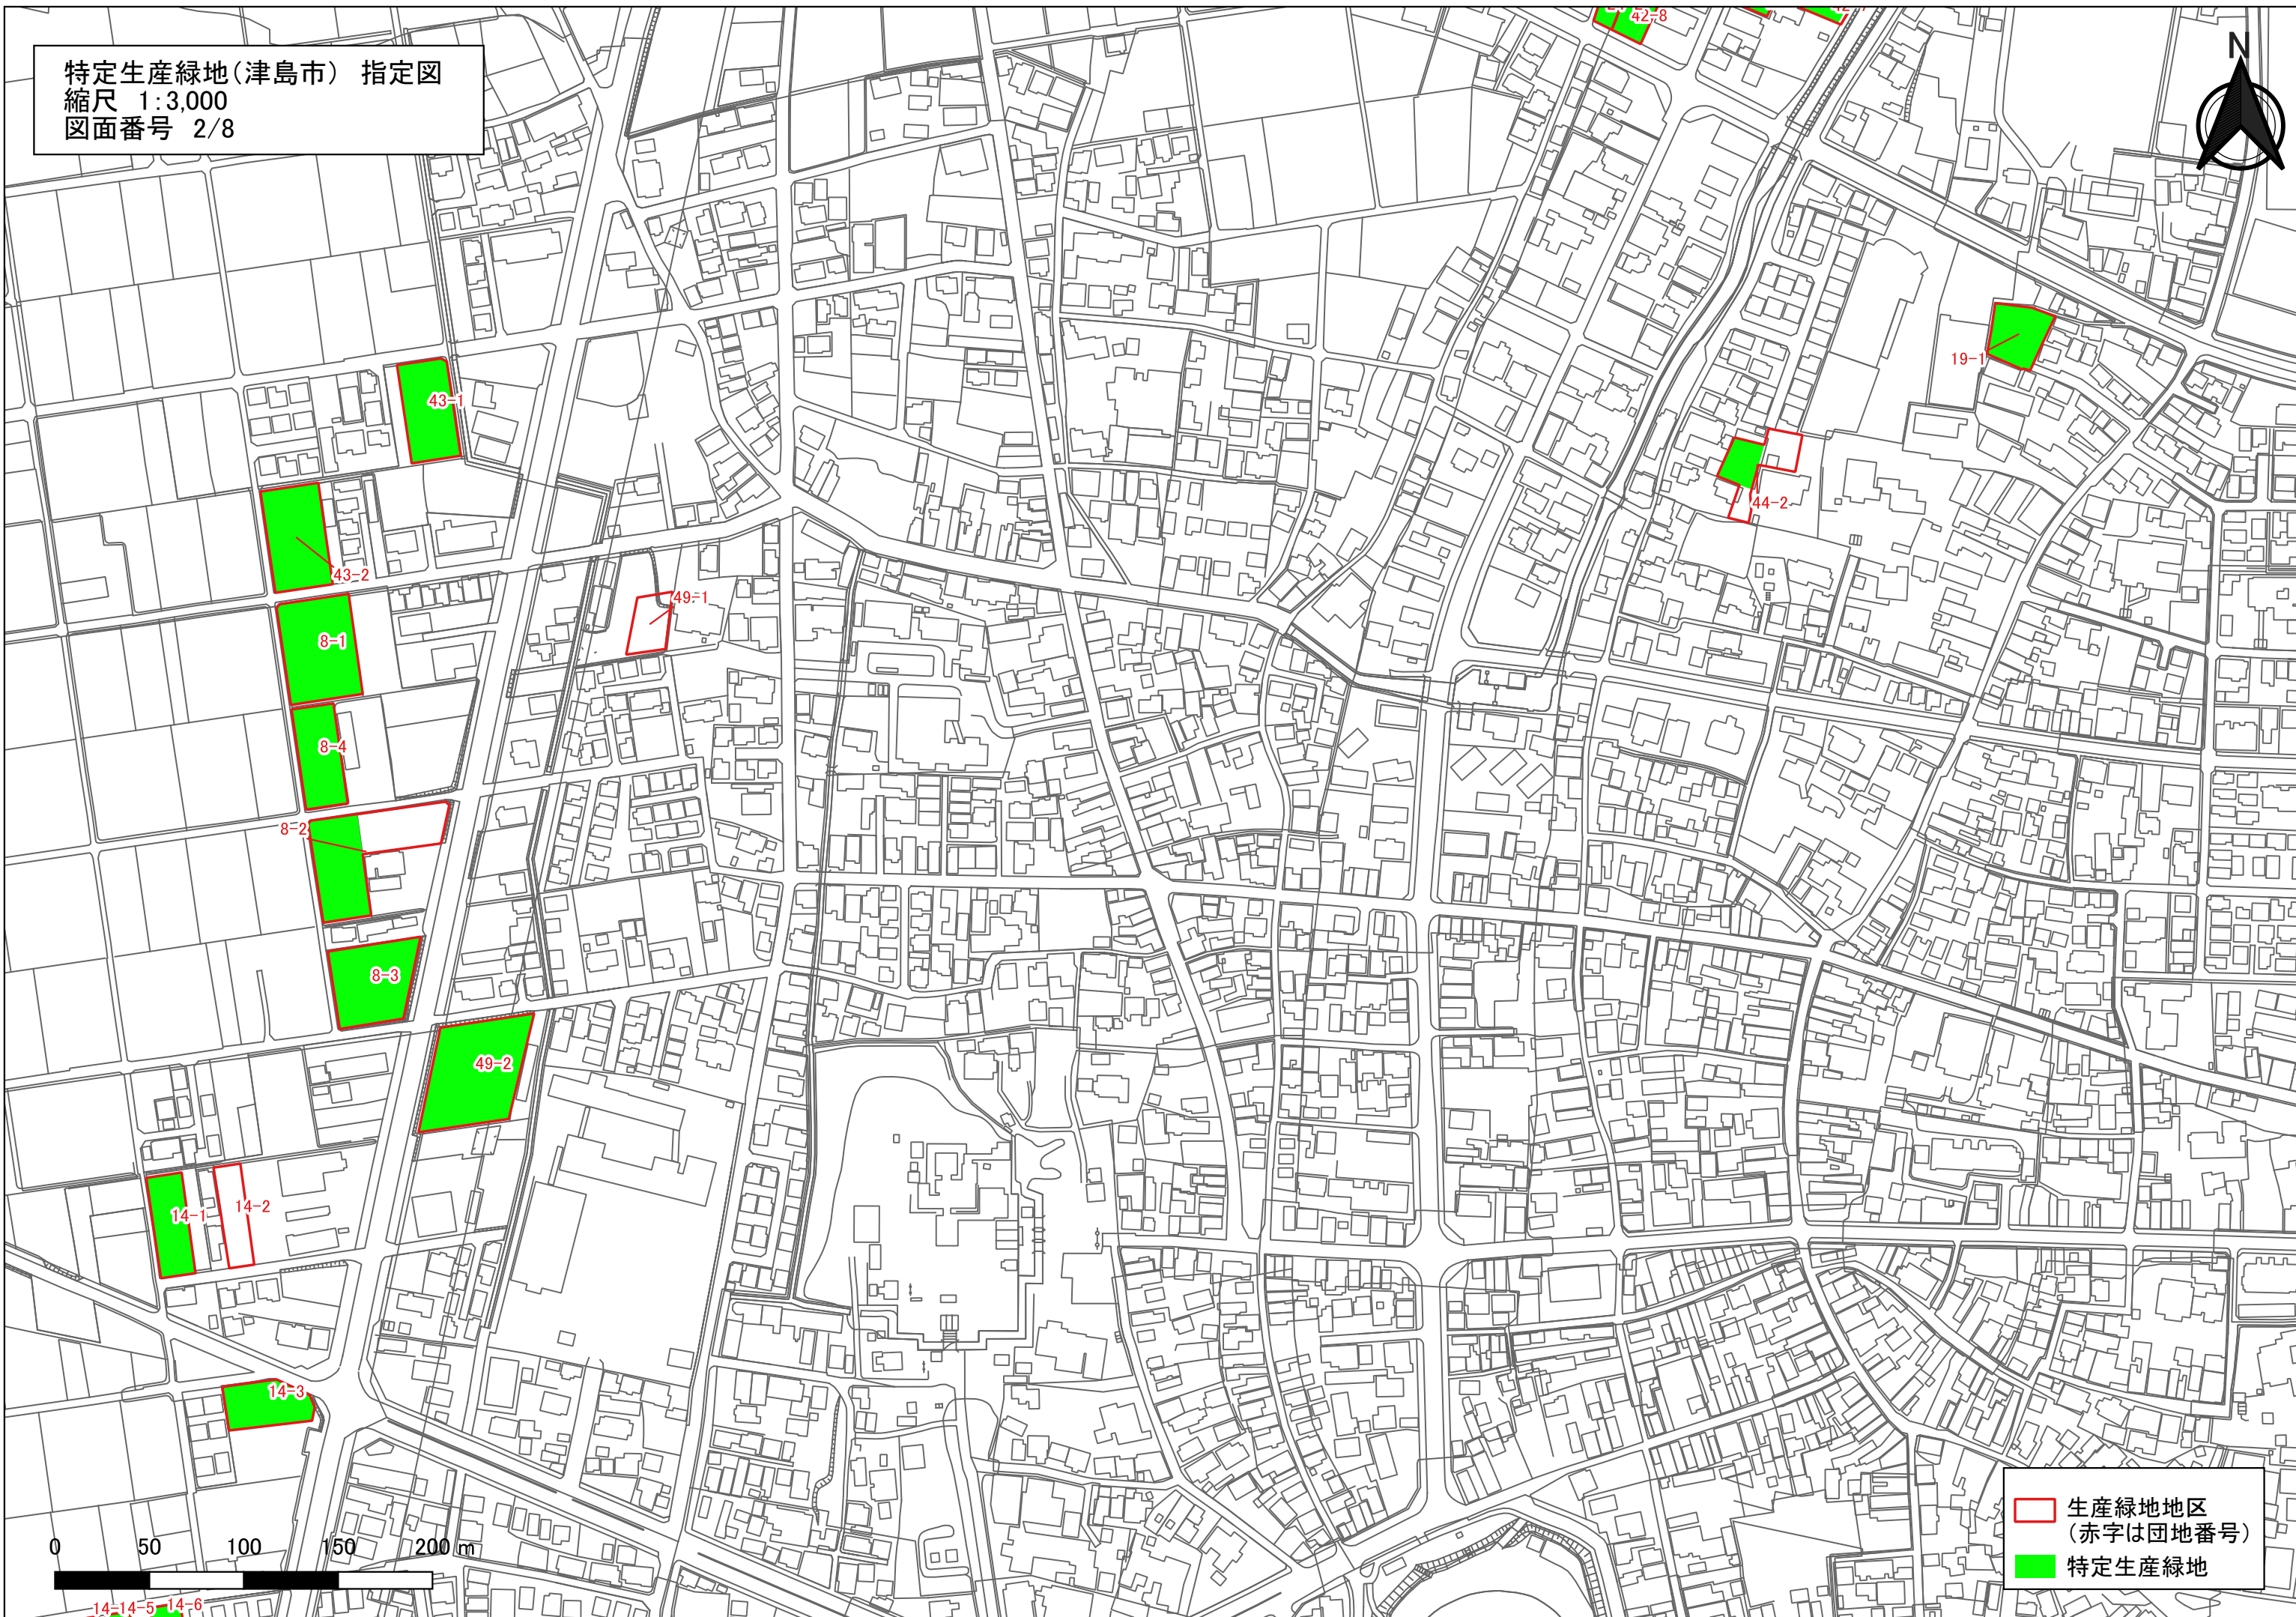 特定生産緑地(津島市) 指定図
縮尺 1:3,000
図面番号 2/8
N
42-8
19-1
43-1
44-2
43-2
49-1
8-1
8-4
8-2
8-3
49-2
14-1
14-2
14-3
0 50 100 150 200 m
14-5 14-6
生産緑地地区
(赤字は団地番号)
特定生産緑地